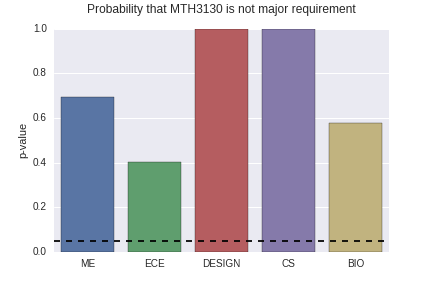 Probability that MTH3130 is not major requirement
1.0
0.8
0.6
0.4
0.2
0.0
p-value
ME ECE DESIGN CS BIO